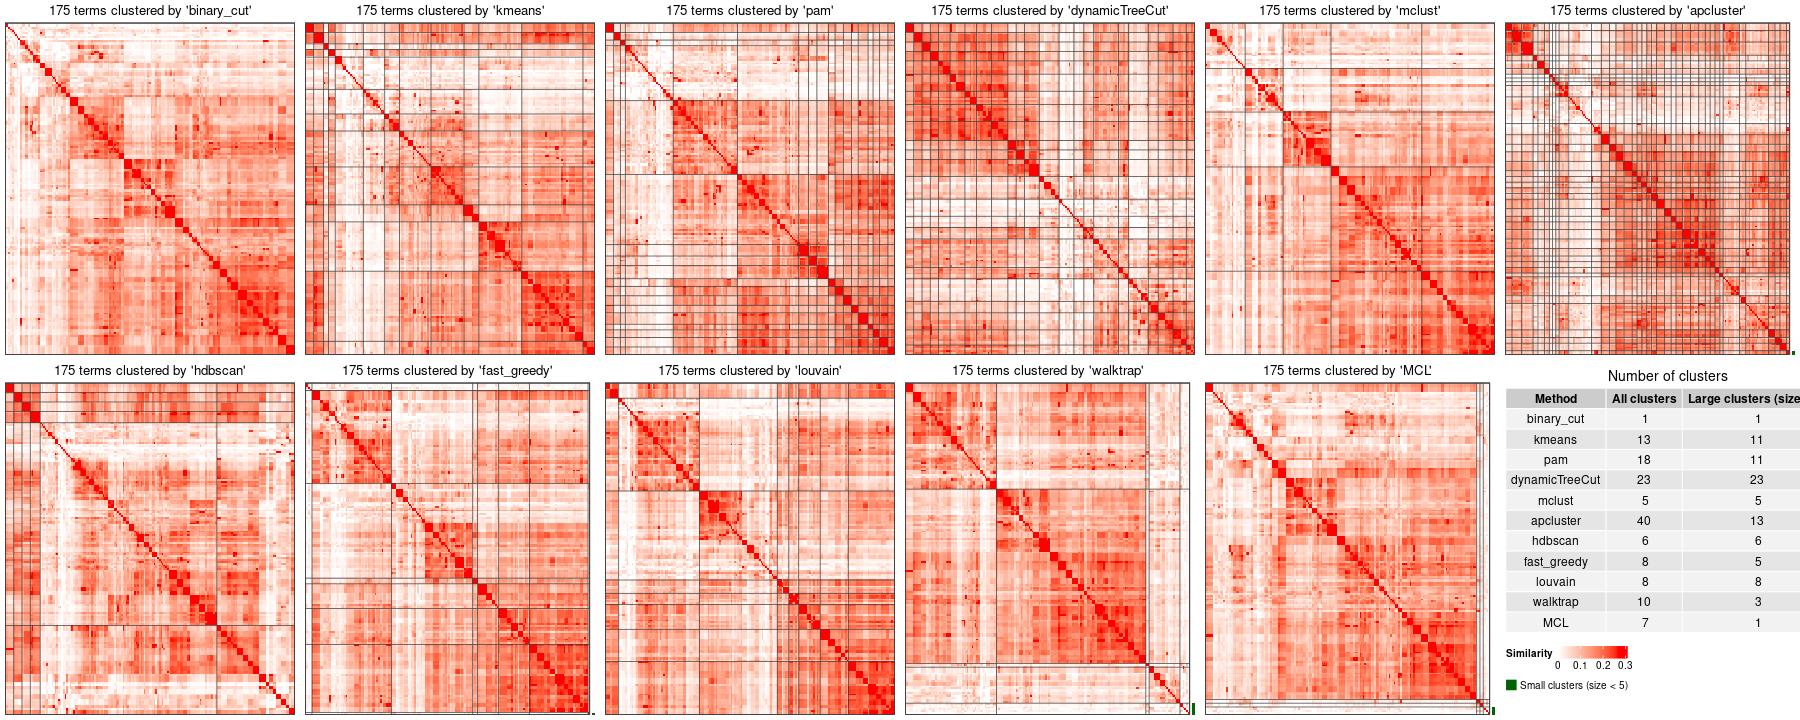 175 terms clustered by 'binary_cut'
175 terms clustered by 'kmeans'
175 terms clustered by 'pam'
175 terms clustered by 'dynamicTreeCut'
175 terms clustered by 'mclust'
175 terms clustered by 'apcluster'
175 terms clustered by 'hdbscan'
175 terms clustered by 'fast_greedy'
175 terms clustered by 'louvain'
175 terms clustered by 'walktrap'
175 terms clustered by 'MCL'
Number of clusters
Method All clusters Large clusters (size
binary_cut 1 1
kmeans 13 11
pam 18 11
dynamicTreeCut 23 23
mclust 5 5
apcluster 40 13
hdbscan 6 6
fast_greedy 8 5
louvain 8 8
walktrap 10 3
MCL 7 1
Similarity
0 0.1 0.2 0.3
Small clusters (size < 5)